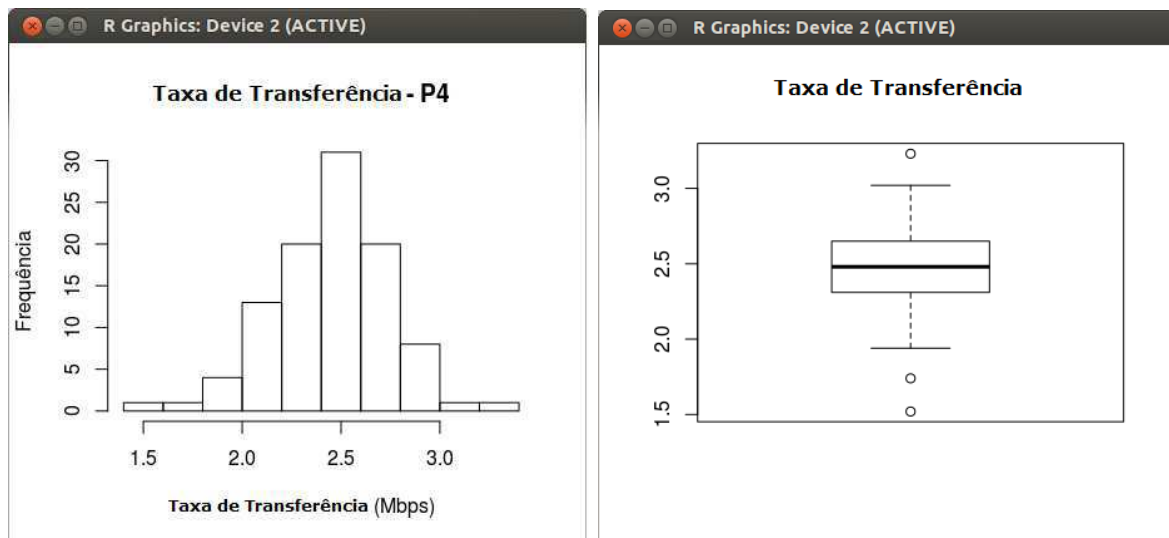 R Graphics: Device 2 (ACTIVE)
Taxa de Transferência - P4
30
25
20
15
10
5
0
Frequência
1.5 2.0 2.5 3.0
Taxa de Transferência (Mbps)
R Graphics: Device 2 (ACTIVE)
Taxa de Transferência
3.0
2.5
2.0
1.5